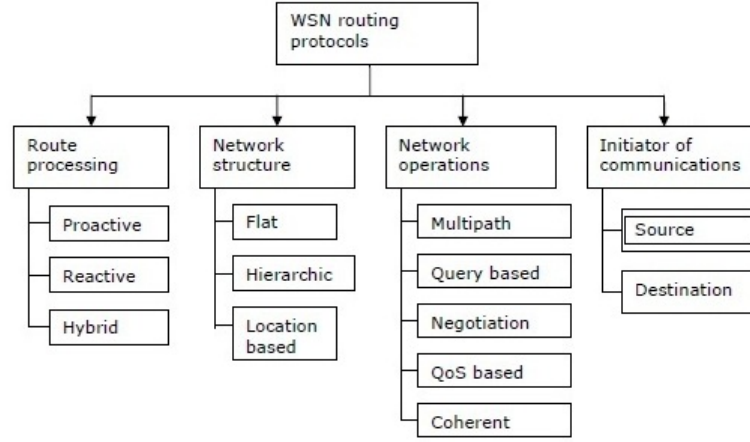 WSN routing
protocols
Route
processing
Proactive
Reactive
Hybrid
Network
structure
Flat
Hierarchic
Location
based
Network
operations
Multipath
Query based
Negotiation
QoS based
Coherent
Initiator of
communications
Source
Destination